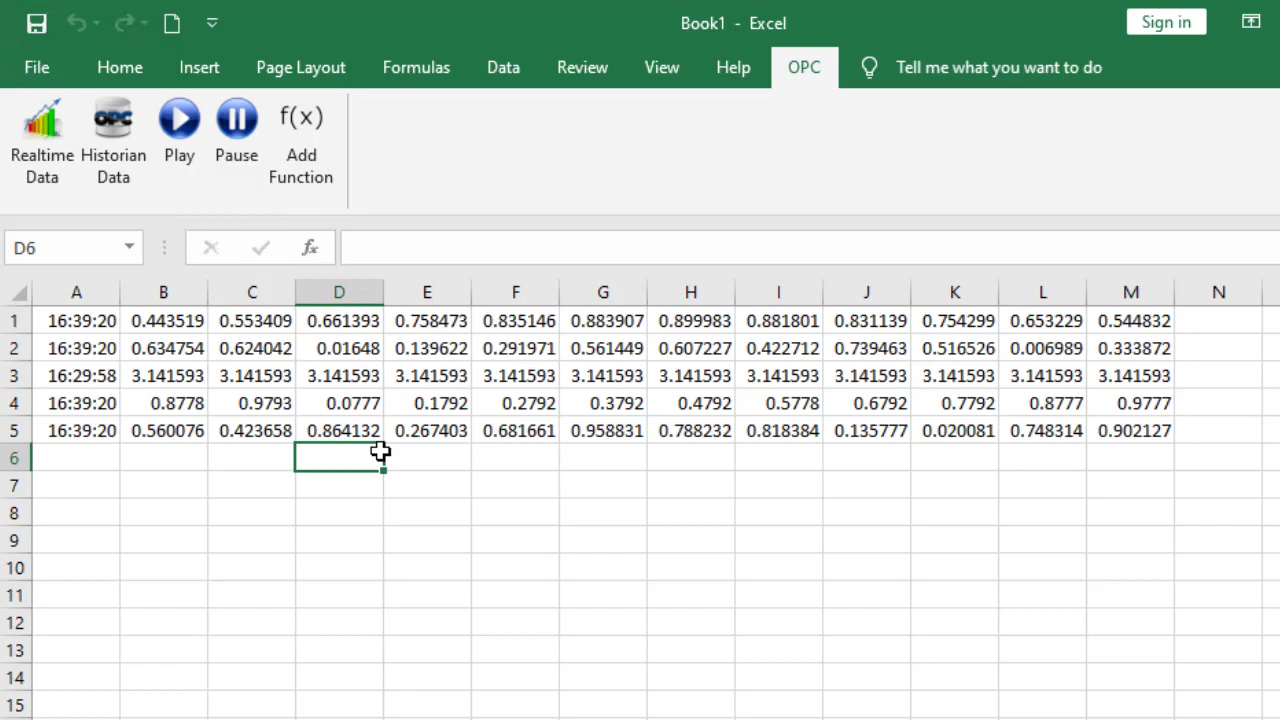 Book1 - Excel
Sign in
File Home Insert Page Layout Formulas Data Review View Help OPC Tell me what you want to do
OPC f(x)
Realtime Historian Play Pause Add
Data Data Function
D6 fx
A B C D E F G H I J K L M N
1 16:39:20 0.443519 0.553409 0.661393 0.758473 0.835146 0.883907 0.899983 0.881801 0.831139 0.754299 0.653229 0.544832
2 16:39:20 0.634754 0.624042 0.01648 0.139622 0.291971 0.561449 0.607227 0.422712 0.739463 0.516526 0.006989 0.333872
3 16:29:58 3.141593 3.141593 3.141593 3.141593 3.141593 3.141593 3.141593 3.141593 3.141593 3.141593 3.141593 3.141593
4 16:39:20 0.8778 0.9793 0.0777 0.1792 0.2792 0.3792 0.4792 0.5778 0.6792 0.7792 0.8777 0.9777
5 16:39:20 0.560076 0.423658 0.864132 0.267403 0.681661 0.958831 0.788232 0.818384 0.135777 0.020081 0.748314 0.902127
6
7
8
9
10
11
12
13
14
15